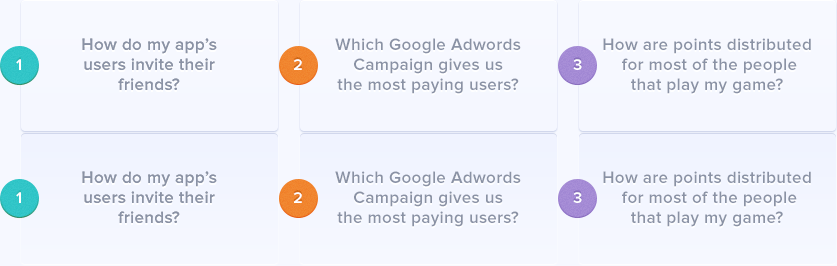 1
How do my app's
users invite their
friends?
2
Which Google Adwords
Campaign gives us
the most paying users?
3
How are points distributed
for most of the people
that play my game?
1
How do my app's
users invite their
friends?
2
Which Google Adwords
Campaign gives us
the most paying users?
3
How are points distributed
for most of the people
that play my game?